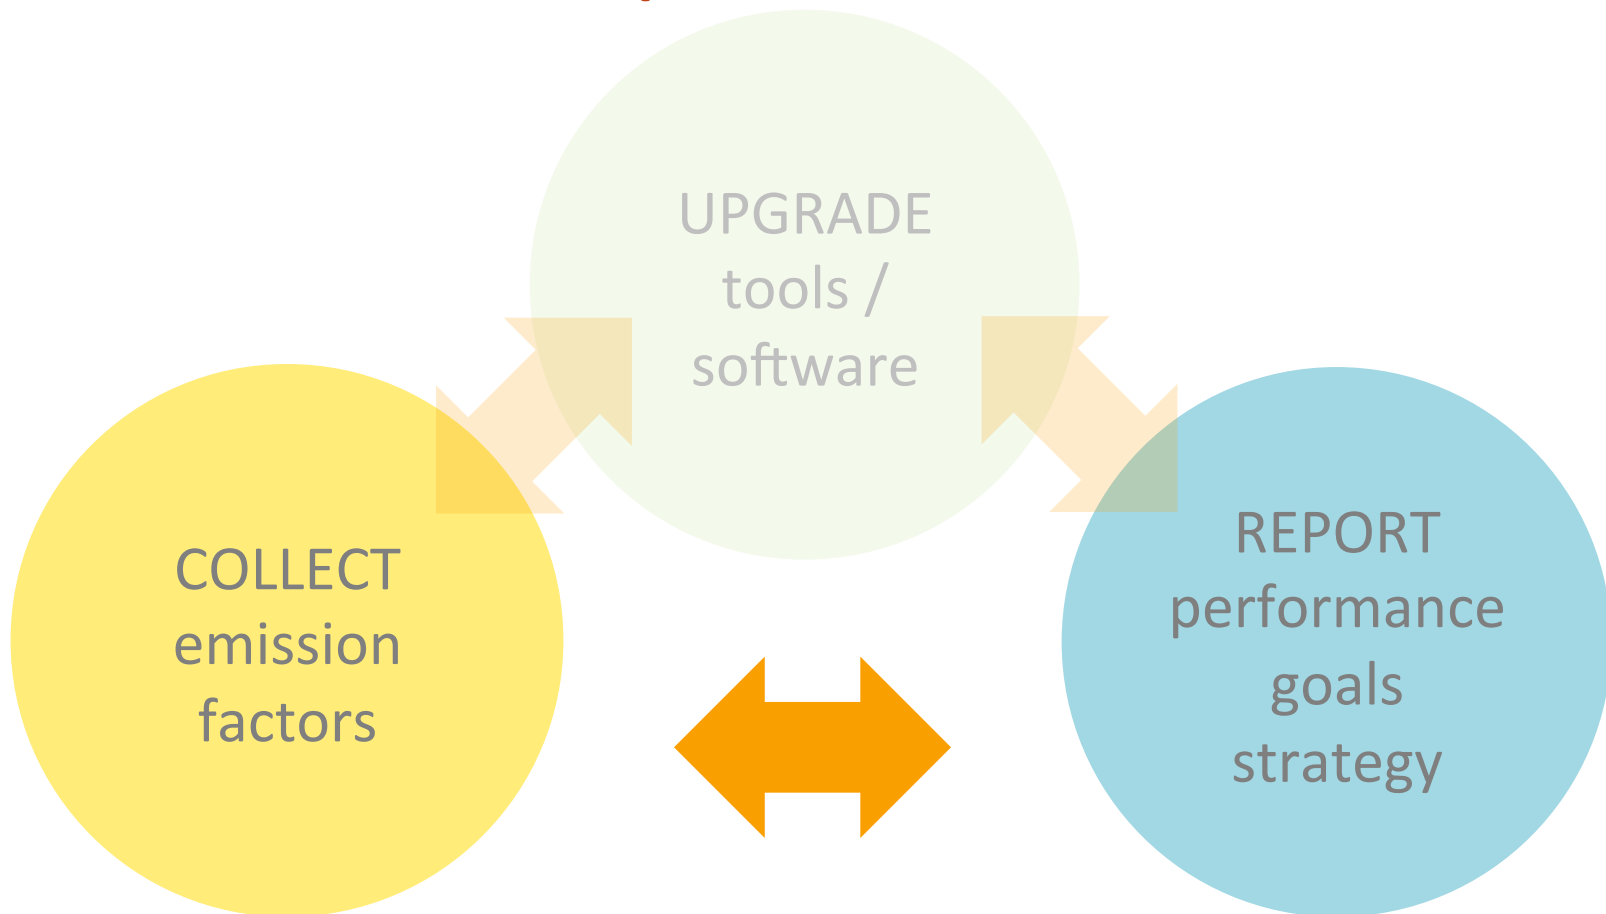 UPGRADE
tools /
software
COLLECT
emission
factors
REPORT
performance
goals
strategy